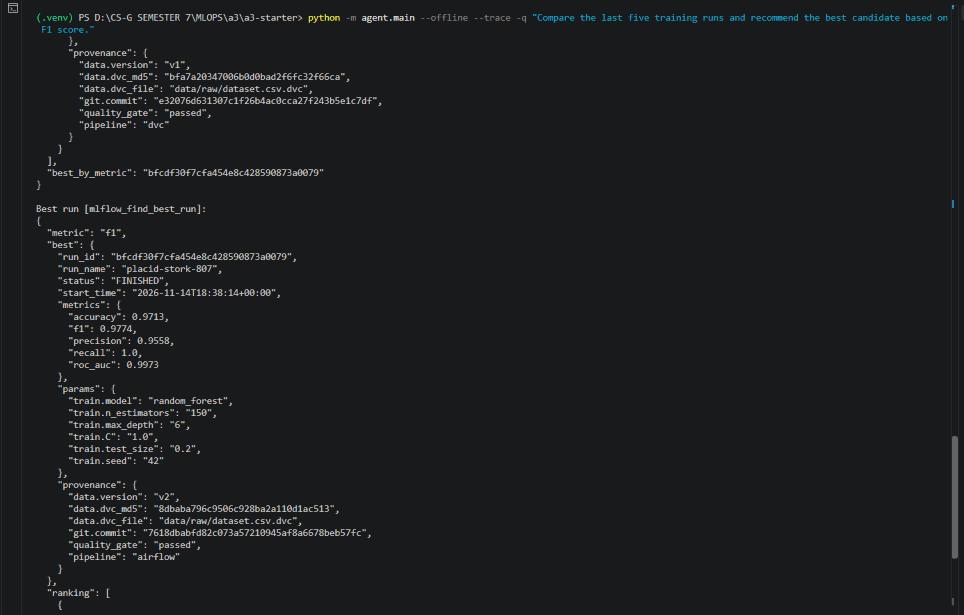 (.venv) PS D:\CS-G SEMESTER 7\MLOPS\a3\a3-starter> python -m agent.main --offline --trace -q "Compare the last five training runs and recommend the best candidate based on
F1 score."
    },
    "provenance": {
      "data.version": "v1",
      "data.dvc_md5": "bfa7a20347006b0d0bad2f6fc32f66ca",
      "data.dvc_file": "data/raw/dataset.csv.dvc",
      "git.commit": "e32076d631307c1f26b4ac0cca27f243b5e1c7df",
      "quality_gate": "passed",
      "pipeline": "dvc"
    }
  }
],
"best_by_metric": "bfcdf30f7cfa454e8c428590873a0079"
}
Best run [mlflow_find_best_run]:
{
  "metric": "f1",
  "best": {
    "run_id": "bfcdf30f7cfa454e8c428590873a0079",
    "run_name": "placid-stork-807",
    "status": "FINISHED",
    "start_time": "2026-11-14T18:38:14+00:00",
    "metrics": {
      "accuracy": 0.9713,
      "f1": 0.9774,
      "precision": 0.9558,
      "recall": 1.0,
      "roc_auc": 0.9973
    },
    "params": {
      "train.model": "random_forest",
      "train.n_estimators": "150",
      "train.max_depth": "6",
      "train.C": "1.0",
      "train.test_size": "0.2",
      "train.seed": "42"
    },
    "provenance": {
      "data.version": "v2",
      "data.dvc_md5": "8dbaba796c9506c928ba2a110d1ac513",
      "data.dvc_file": "data/raw/dataset.csv.dvc",
      "git.commit": "7618dbabfd82c073a57210945af8a6678beb57fc",
      "quality_gate": "passed",
      "pipeline": "airflow"
    }
  },
  "ranking": [
    {